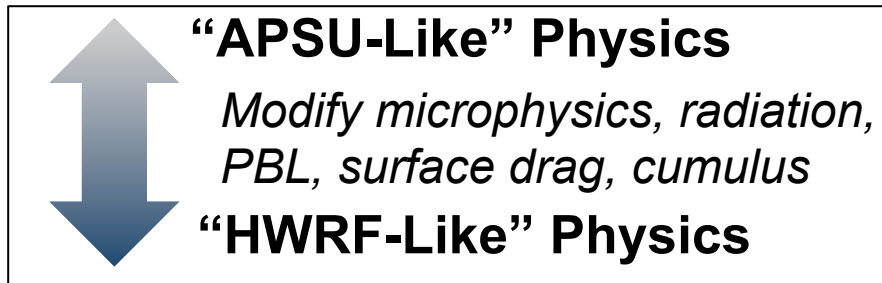 “APSU-Like” Physics
Modify microphysics, radiation,
PBL, surface drag, cumulus
“HWRF-Like” Physics